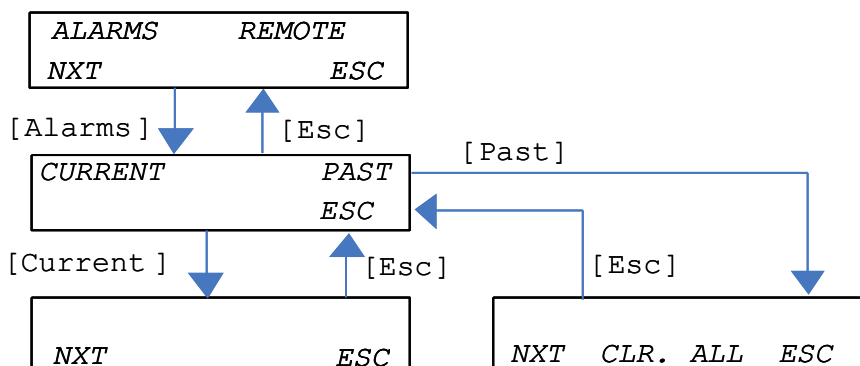 ALARMS REMOTE
NXT ESC
[Alarms] [Esc]
[Past]
CURRENT PAST
ESC
[Current ] [Esc] [Esc]
NXT ESC
NXT CLR. ALL ESC